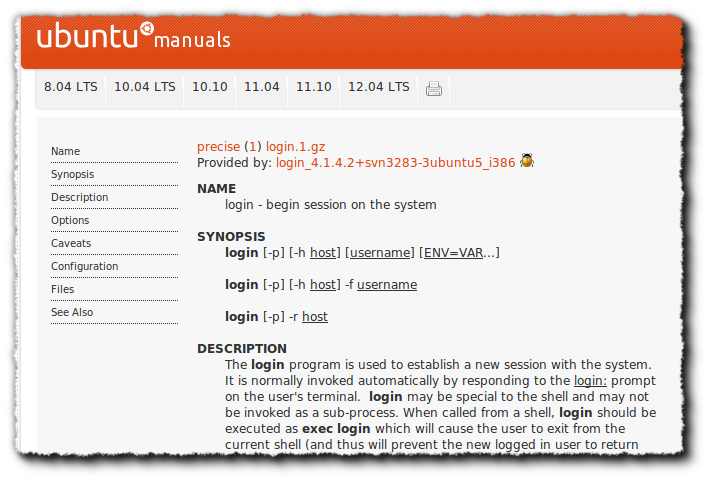 ubuntu manuals
8.04 LTS 10.04 LTS 10.10 11.04 11.10 12.04 LTS
Name
Synopsis
Description
Options
Caveats
Configuration
Files
See Also
precise (1) login.1.gz
Provided by: login_4.1.4.2+svn3283-3ubuntu5_i386
NAME
login - begin session on the system
SYNOPSIS
login [-p] [-h host] [username] [ENV=VAR...]
login [-p] [-h host] -f username
login [-p] -r host
DESCRIPTION
The login program is used to establish a new session with the system.
It is normally invoked automatically by responding to the login: prompt
on the user's terminal. login may be special to the shell and may not
be invoked as a sub-process. When called from a shell, login should be
executed as exec login which will cause the user to exit from the
current shell (and thus will prevent the new logged in user to return